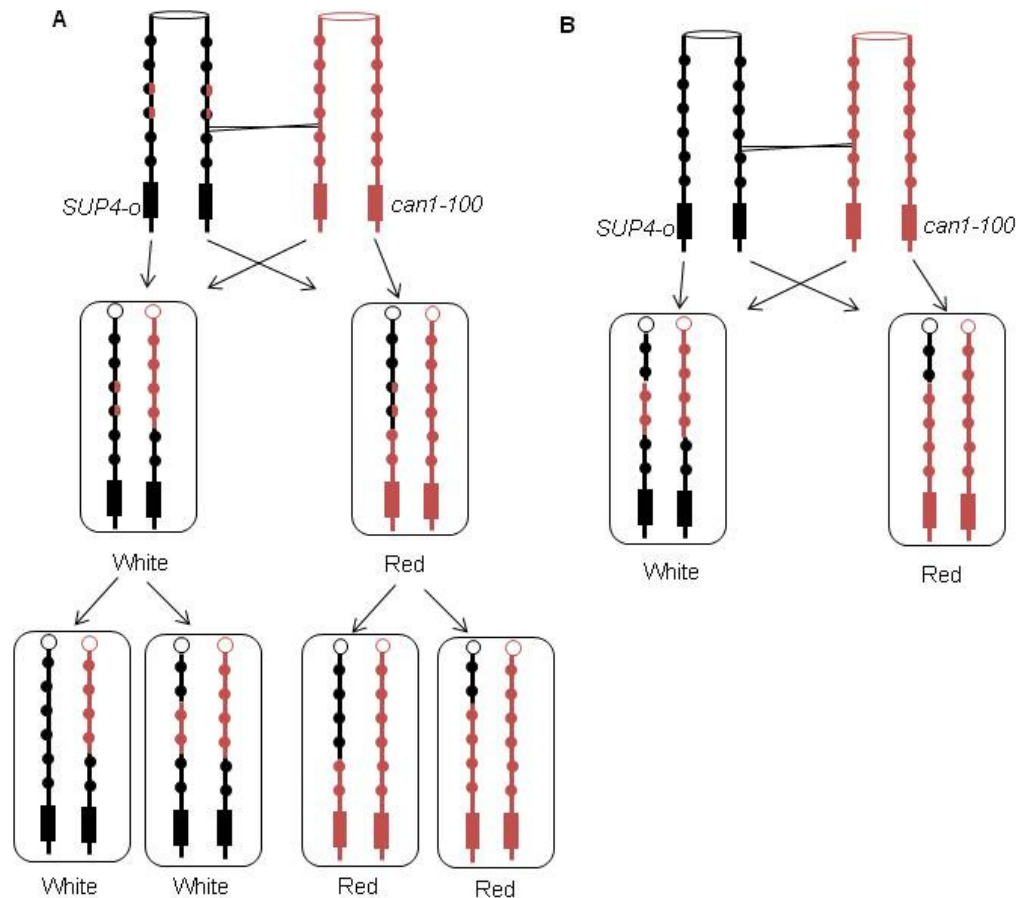 A
B
SUP4-o
can1-100
SUP4-o
can1-100
White
Red
White
Red
White
White
Red
Red